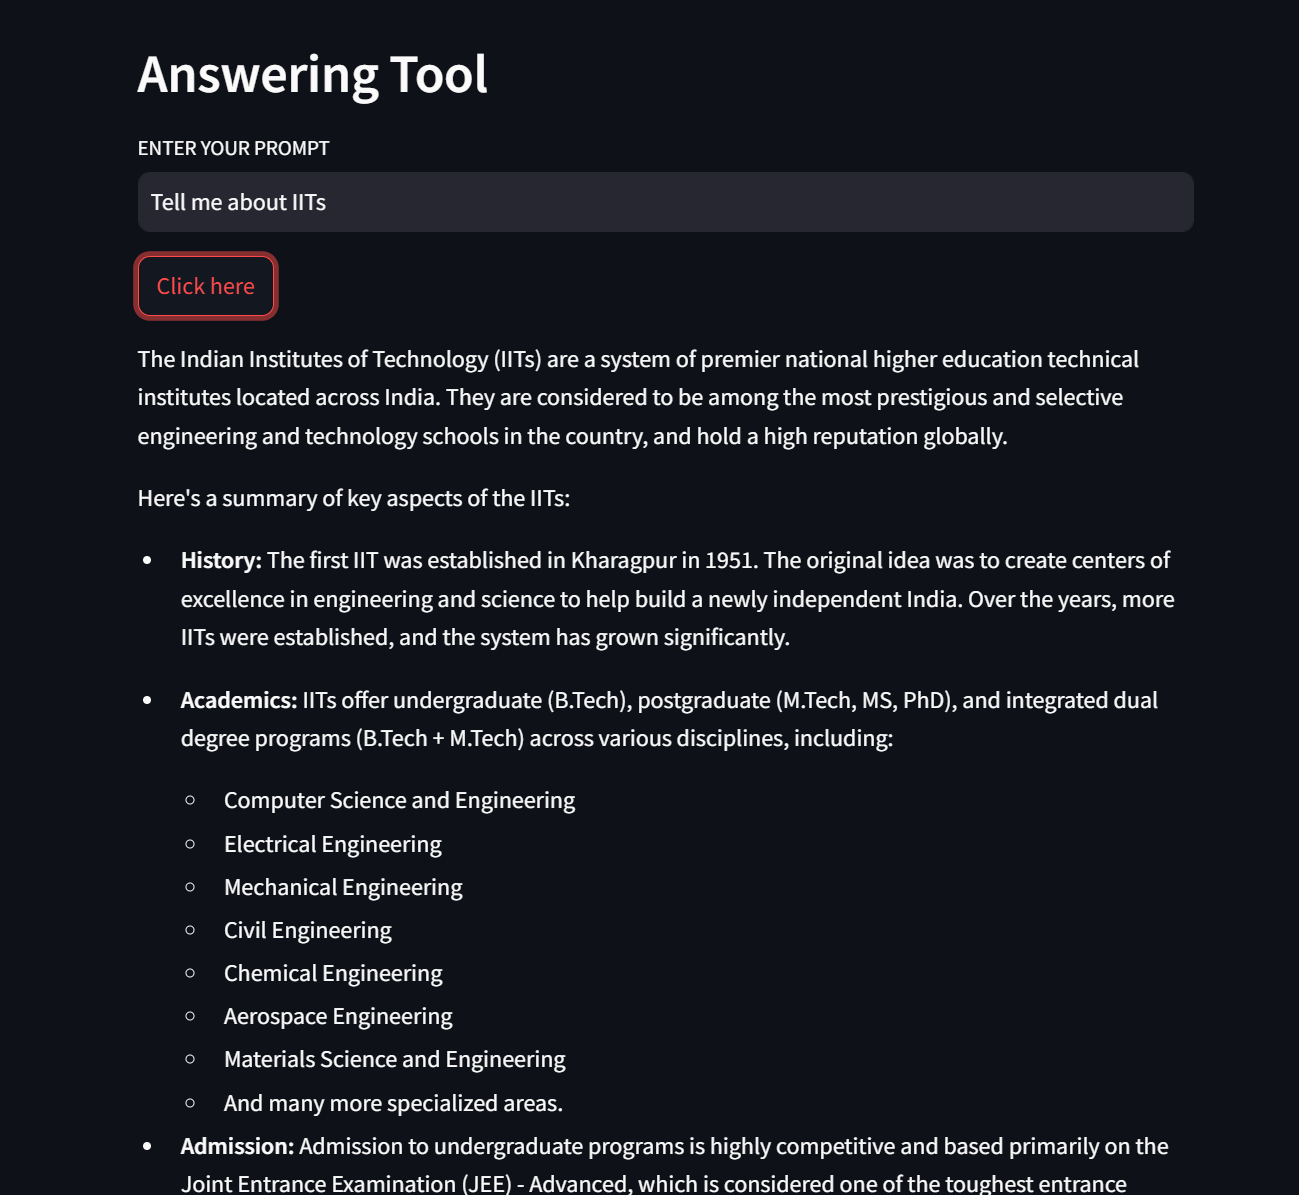 Answering Tool
ENTER YOUR PROMPT
Tell me about IITs
Click here
The Indian Institutes of Technology (IITs) are a system of premier national higher education technical
institutes located across India. They are considered to be among the most prestigious and selective
engineering and technology schools in the country, and hold a high reputation globally.
Here's a summary of key aspects of the IITs:
• History: The first IIT was established in Kharagpur in 1951. The original idea was to create centers of
excellence in engineering and science to help build a newly independent India. Over the years, more
IITs were established, and the system has grown significantly.
• Academics: IITs offer undergraduate (B.Tech), postgraduate (M.Tech, MS, PhD), and integrated dual
degree programs (B.Tech + M.Tech) across various disciplines, including:
◦ Computer Science and Engineering
◦ Electrical Engineering
◦ Mechanical Engineering
◦ Civil Engineering
◦ Chemical Engineering
◦ Aerospace Engineering
◦ Materials Science and Engineering
◦ And many more specialized areas.
• Admission: Admission to undergraduate programs is highly competitive and based primarily on the
Joint Entrance Examination (JEE) - Advanced, which is considered one of the toughest entrance